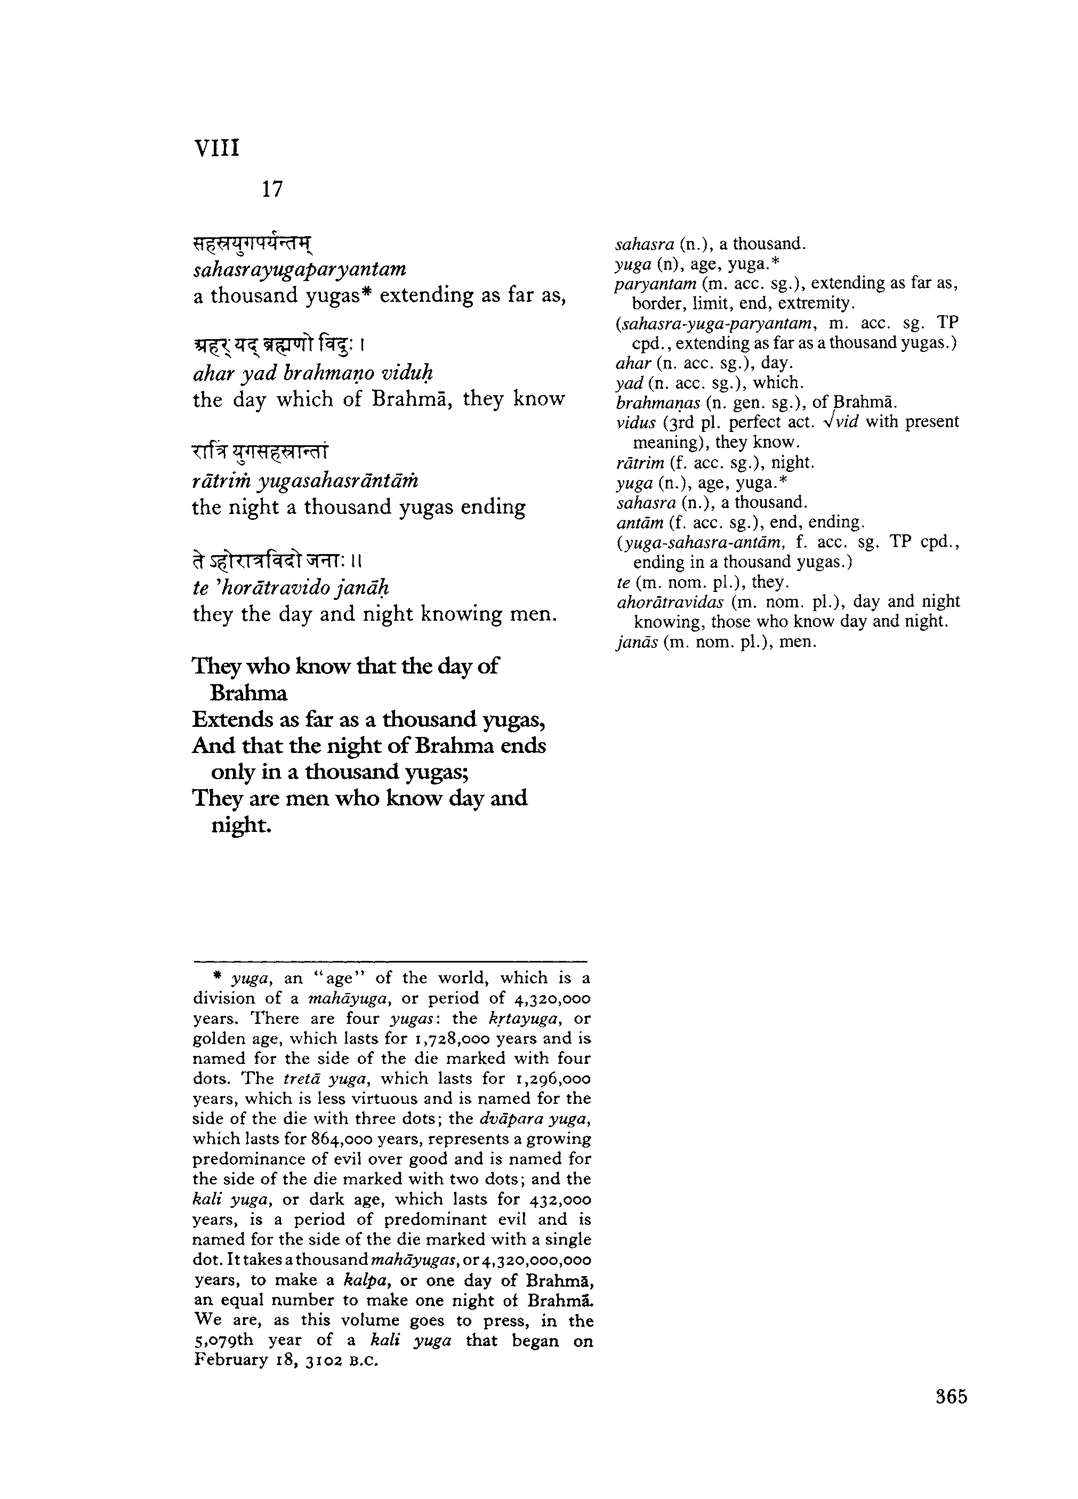 VIII
17
सहस्रयुगपर्यन्तम्
sahasrayugaparyantam
a thousand yugas* extending as far as,
अहर् यद् ब्रह्मणो विदुः ।
ahar yad brahmaṇo viduḥ
the day which of Brahmā, they know
रात्रिं युगसहस्रान्तां
rātriṁ yugasahasrāntāṁ
the night a thousand yugas ending
ते ऽहोरात्रविदो जनाः ॥
te 'horātravido janāḥ
they the day and night knowing men.
They who know that the day of
Brahma
Extends as far as a thousand yugas,
And that the night of Brahma ends
only in a thousand yugas;
They are men who know day and
night.
sahasra (n.), a thousand.
yuga (n), age, yuga.*
paryantam (m. acc. sg.), extending as far as,
border, limit, end, extremity.
(sahasra-yuga-paryantam, m. acc. sg. TP
cpd., extending as far as a thousand yugas.)
ahar (n. acc. sg.), day.
yad (n. acc. sg.), which.
brahmaṇas (n. gen. sg.), of Brahmā.
vidus (3rd pl. perfect act. √vid with present
meaning), they know.
rātrim (f. acc. sg.), night.
yuga (n.), age, yuga.*
sahasra (n.), a thousand.
antām (f. acc. sg.), end, ending.
(yuga-sahasra-antām, f. acc. sg. TP cpd.,
ending in a thousand yugas.)
te (m. nom. pl.), they.
ahorātravidas (m. nom. pl.), day and night
knowing, those who know day and night.
janās (m. nom. pl.), men.
* yuga, an "age" of the world, which is a
division of a mahāyuga, or period of 4,320,000
years. There are four yugas: the kṛtayuga, or
golden age, which lasts for 1,728,000 years and is
named for the side of the die marked with four
dots. The tretā yuga, which lasts for 1,296,000
years, which is less virtuous and is named for the
side of the die with three dots; the dvāpara yuga,
which lasts for 864,000 years, represents a growing
predominance of evil over good and is named for
the side of the die marked with two dots; and the
kali yuga, or dark age, which lasts for 432,000
years, is a period of predominant evil and is
named for the side of the die marked with a single
dot. It takes a thousand mahāyugas, or 4,320,000,000
years, to make a kalpa, or one day of Brahmā,
an equal number to make one night of Brahmā.
We are, as this volume goes to press, in the
5,079th year of a kali yuga that began on
February 18, 3102 B.C.
365